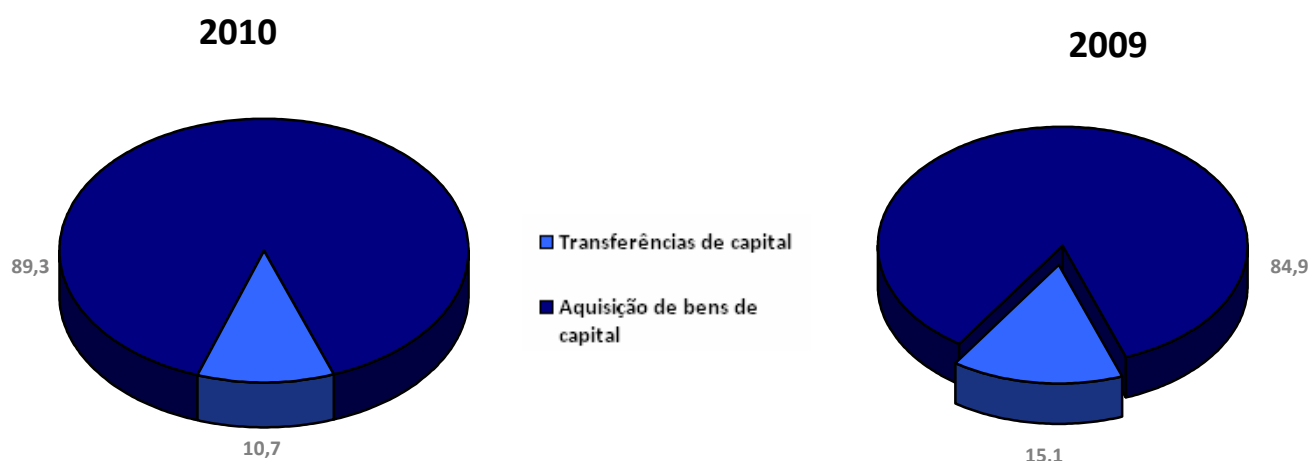 2010
2009
89,3
Transferências de capital
Aquisição de bens de
capital
84,9
10,7
15,1